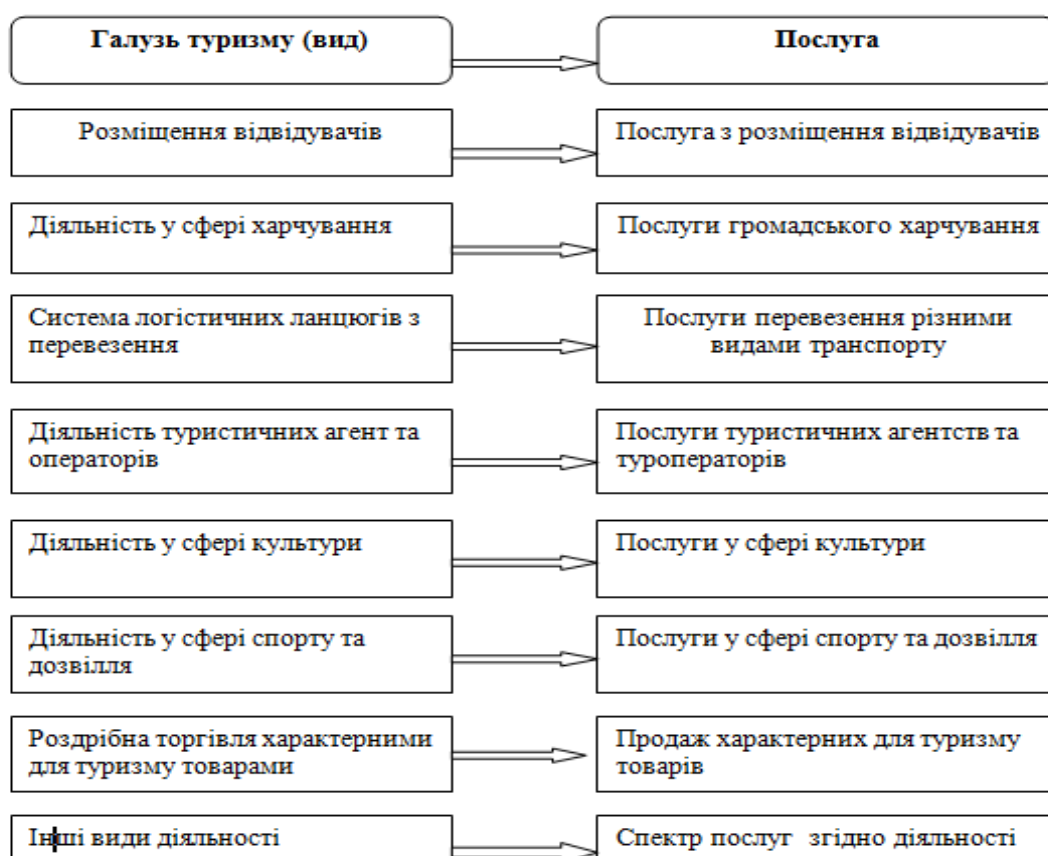 Галузь туризму (вид)
Послуга
Розміщення відвідувачів
Послуга з розміщення відвідувачів
Діяльність у сфері харчування
Послуги громадського харчування
Система логістичних ланцюгів з
перевезення
Послуги перевезення різними
видами транспорту
Діяльність туристичних агент та
операторів
Послуги туристичних агентств та
туроператорів
Діяльність у сфері культури
Послуги у сфері культури
Діяльність у сфері спорту та
дозвілля
Послуги у сфері спорту та дозвілля
Роздрібна торгівля характерними
для туризму товарами
Продаж характерних для туризму
товарів
Інші види діяльності
Спектр послуг згідно діяльності